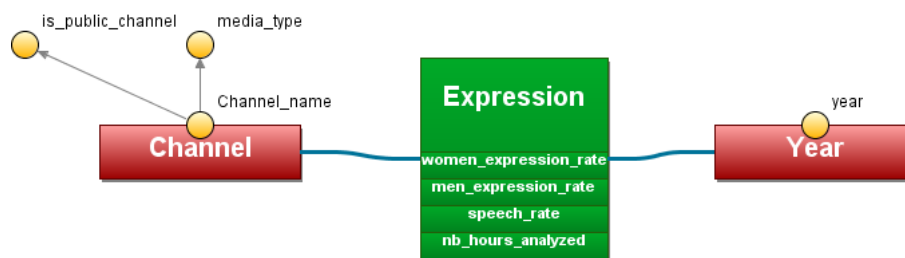 is_public_channel
media_type
Channel_name
Channel
Expression
women_expression_rate
men_expression_rate
speech_rate
nb_hours_analyzed
year
Year